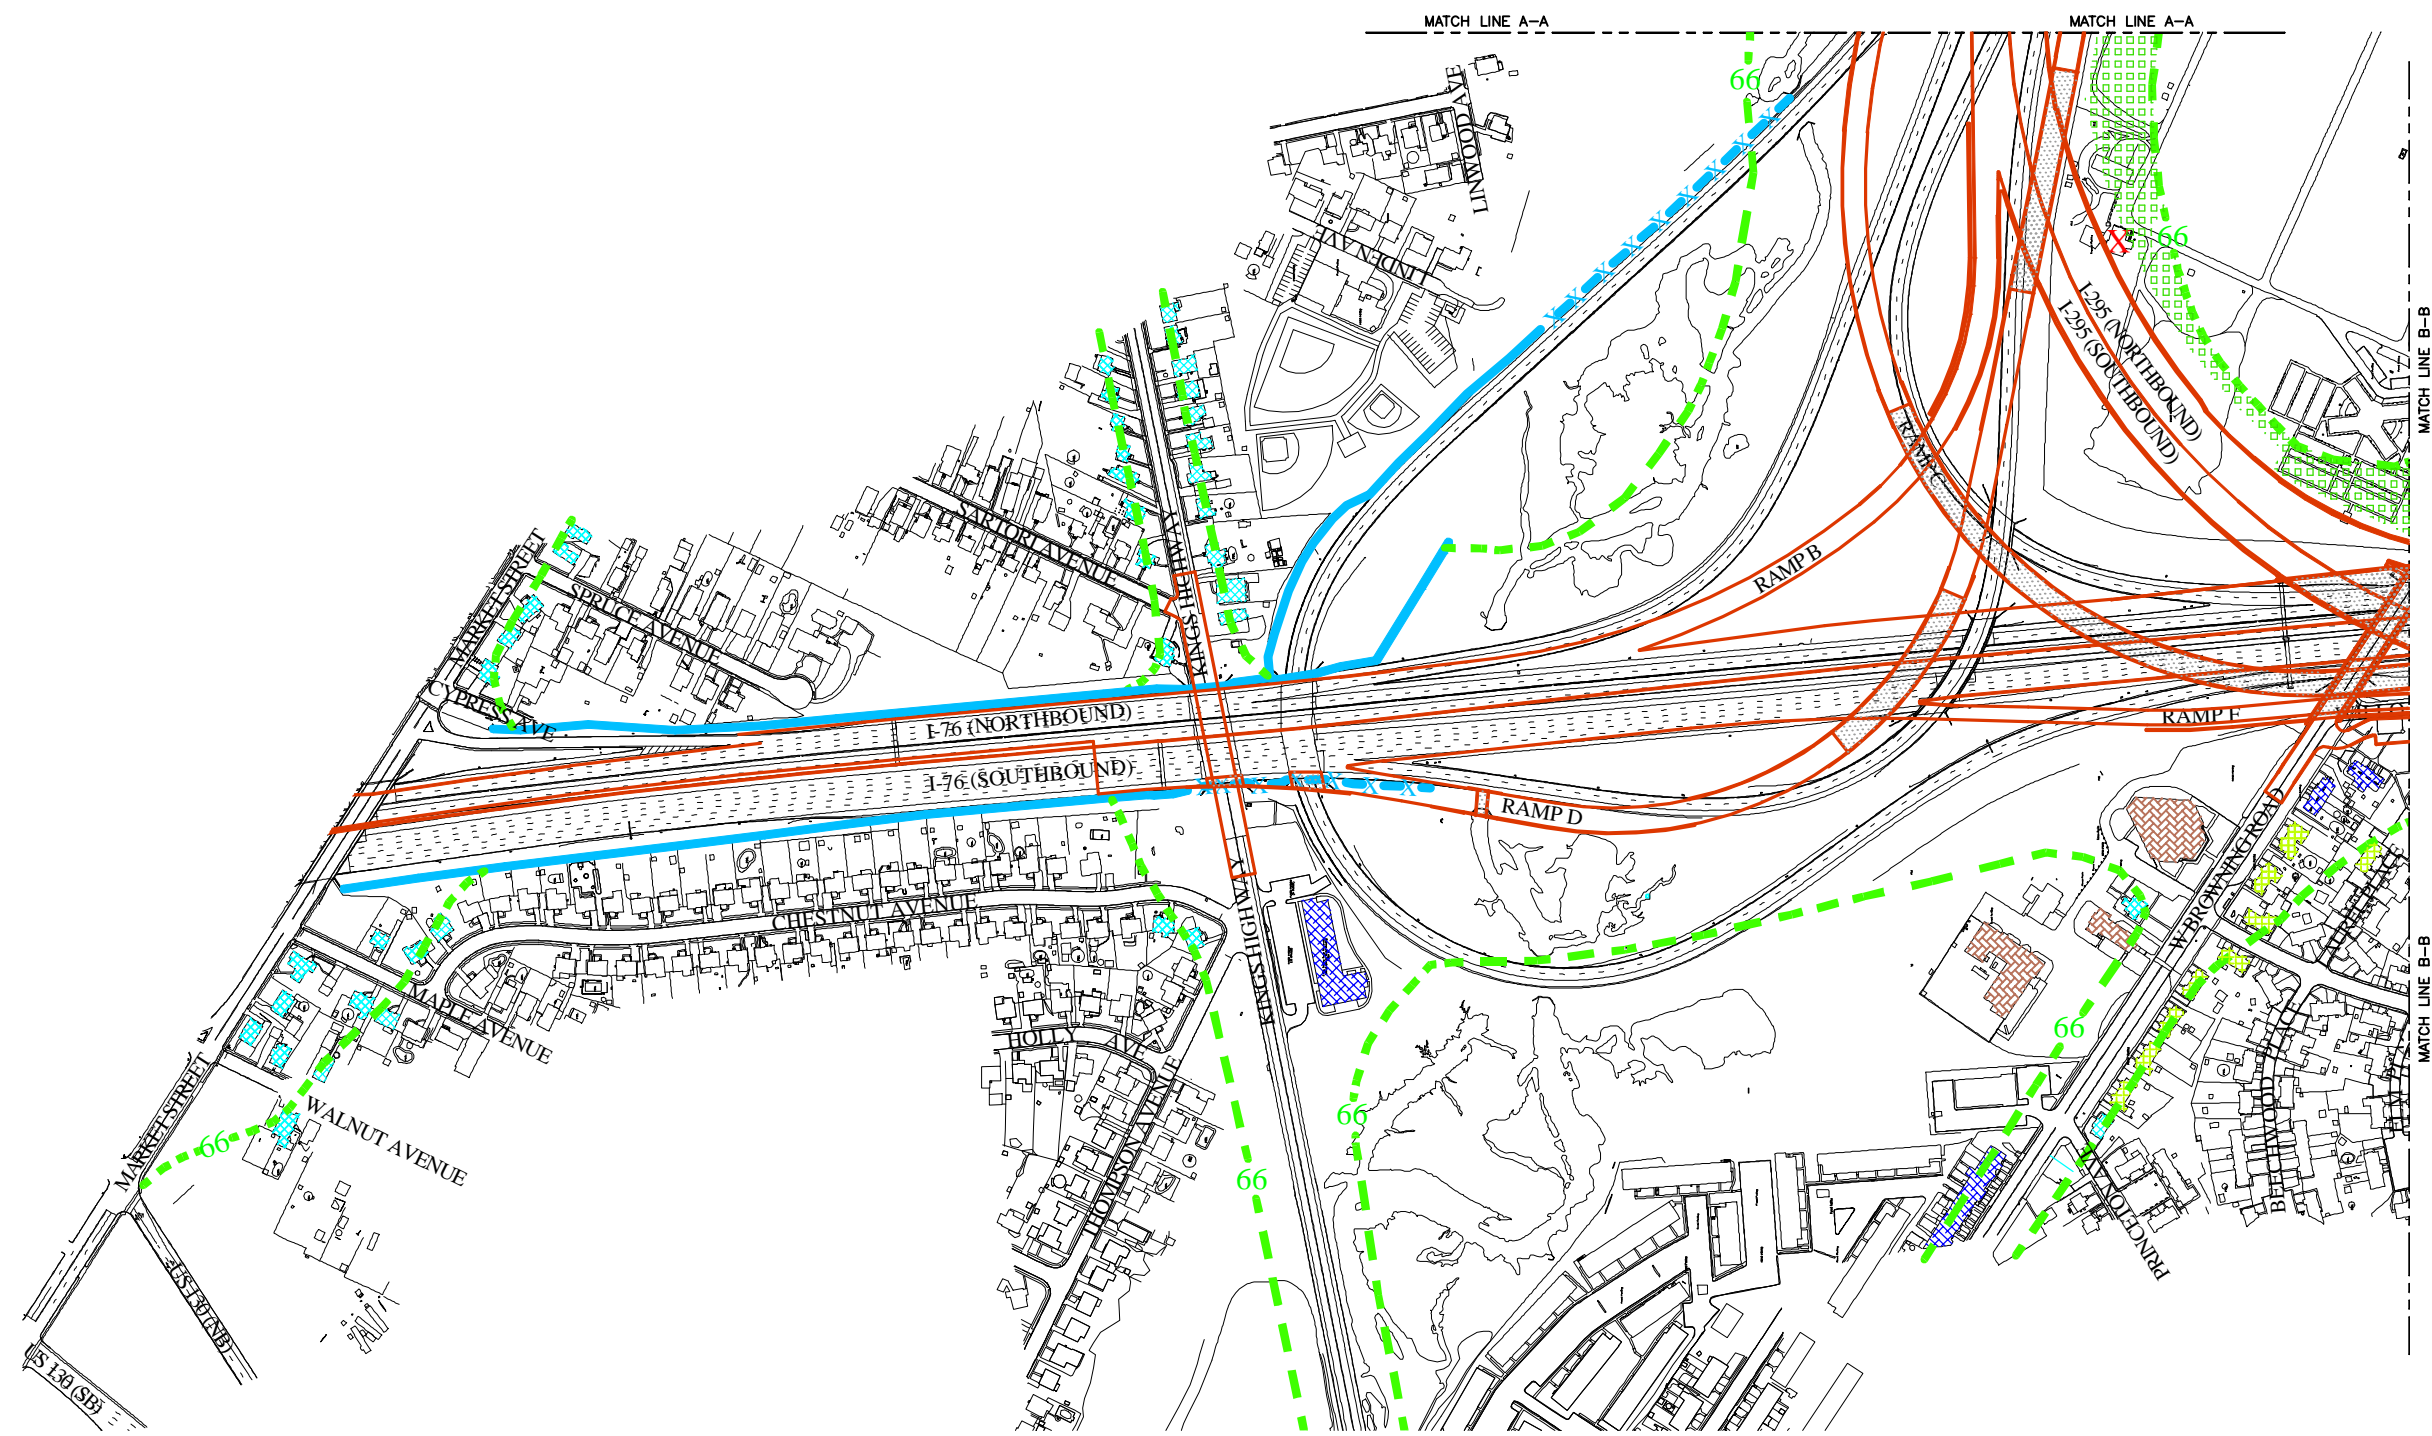 MATCH LINE A-A
MATCH LINE A-A
66
LINWOOD AVE
LINDEN AVE
66
X X X X X X X X X
X
I-295 (NORTHBOUND)
I-295 (SOUTHBOUND)
MATCH LINE B-B
RAMP C
SARTORI AVENUE
KINGS HIGHWAY
MARKET STREET
SPRUCE AVENUE
RAMP B
CYPRESS AVE
I-76 (NORTHBOUND)
RAMP F
I-76 (SOUTHBOUND)
RAMP D
CHESTNUT AVENUE
KINGS HIGHWAY
W BROWNING ROAD
MATCH LINE B-B
MAPLE AVENUE
HOLLY AVE
66
BEECHWOOD PLACE
WALNUT AVENUE
66
66
66
MARKET STREET
THOMPSON AVENUE
PRINCETON AVE
US 130 (NB)
US 130 (SB)